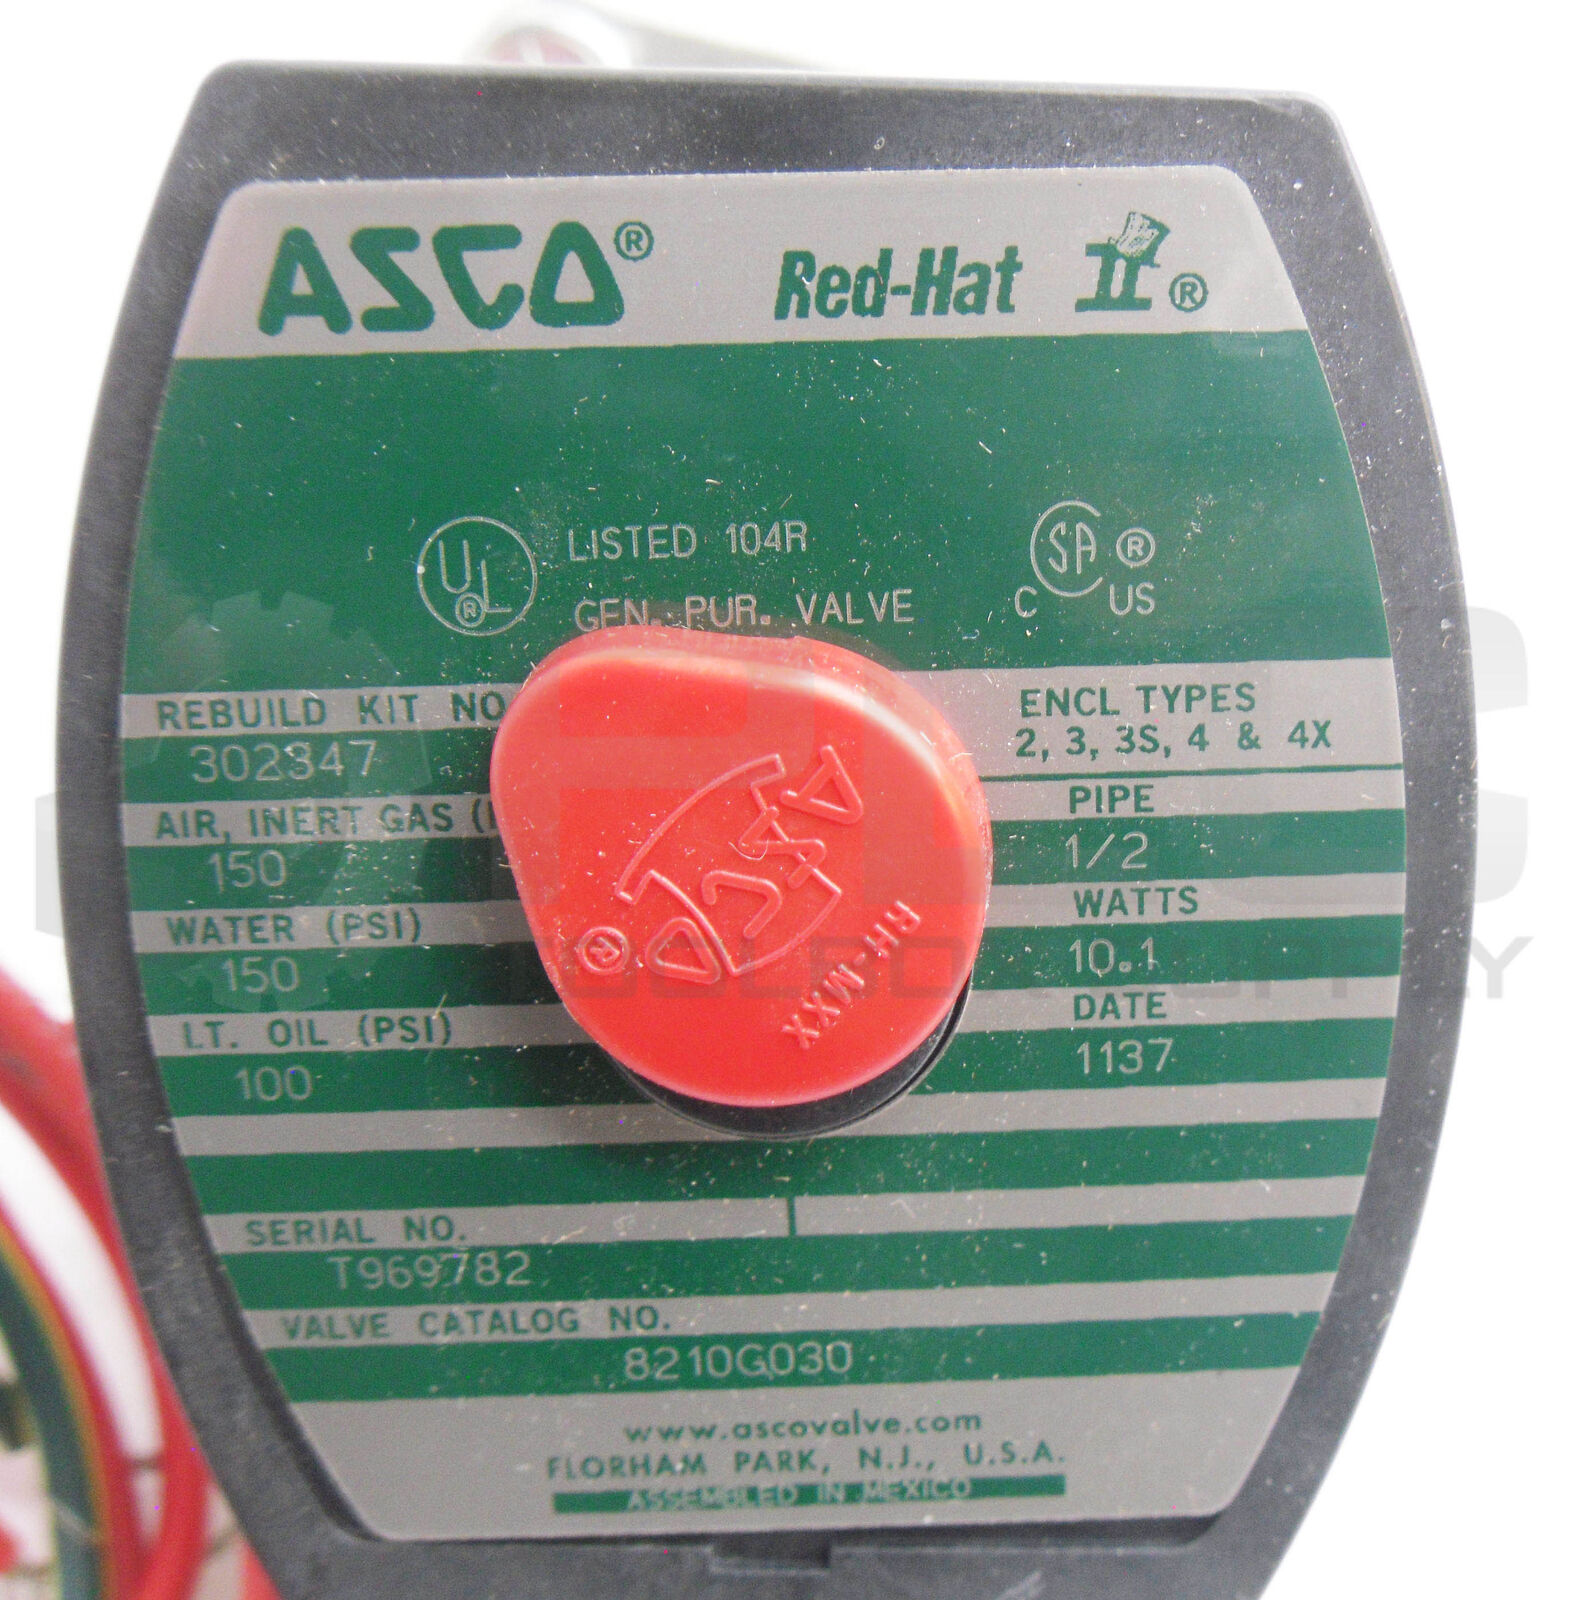 ASCO® Red-Hat II®
UL® LISTED 104R
GEN. PUR. VALVE
C SA® US
REBUILD KIT NO
302347
AIR, INERT GAS (
150
WATER (PSI)
150
LT. OIL (PSI)
100
ENCL TYPES
2, 3, 3S, 4 & 4X
PIPE
1/2
WATTS
10.1
DATE
1137
ASCO®
RH-MXX
SERIAL NO.
T969782
VALVE CATALOG NO.
8210G030
www.ascovalve.com
FLORHAM PARK, N.J., U.S.A.
ASSEMBLED IN MEXICO